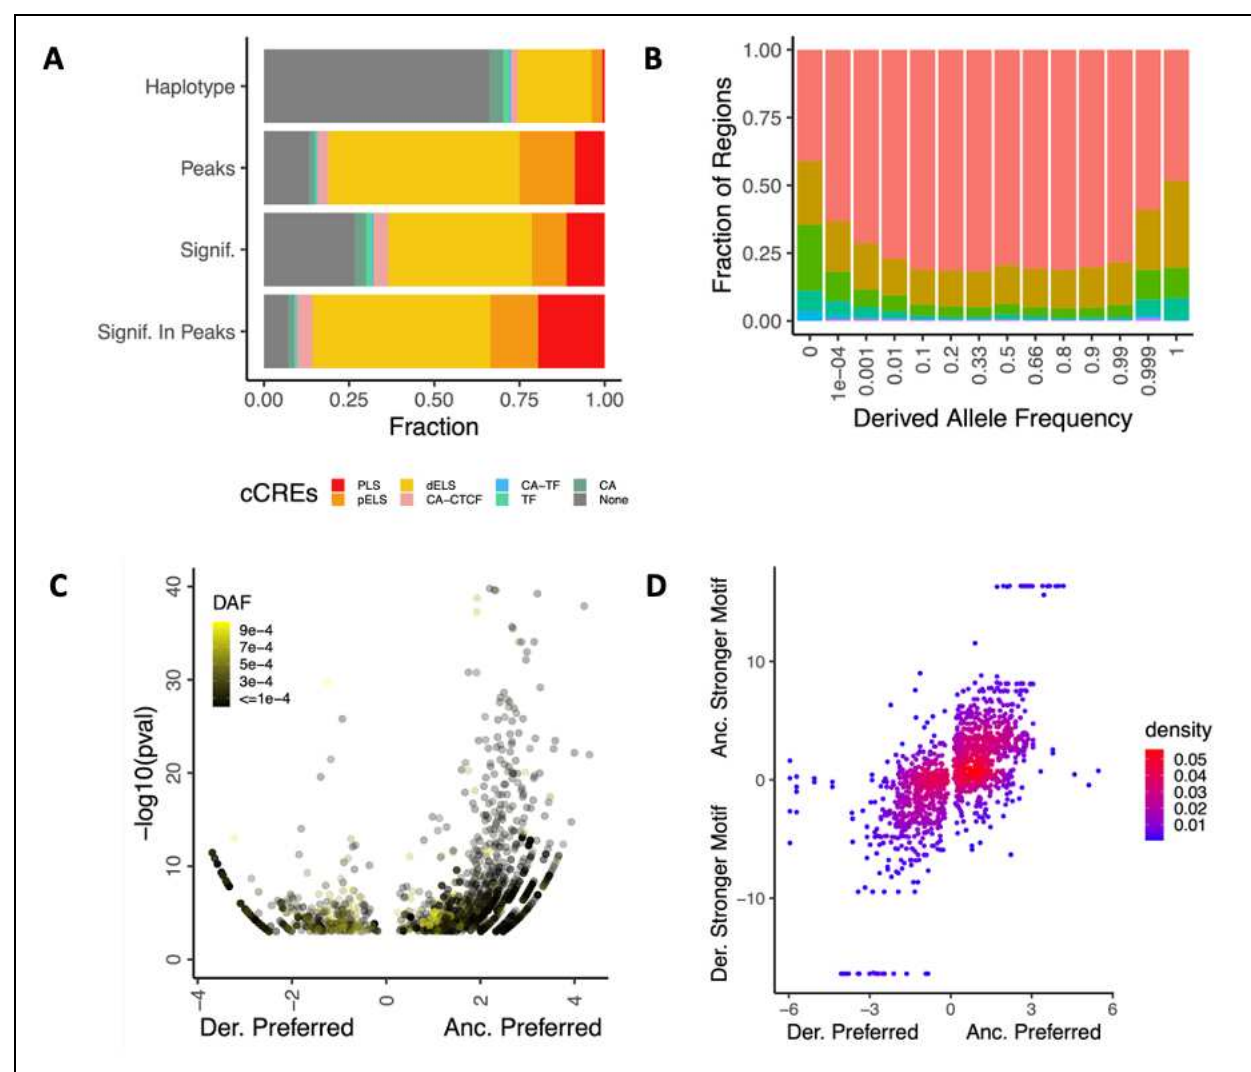 A
Haplotype
Peaks
Signif.
Signif. In Peaks
0.00 0.25 0.50 0.75 1.00
Fraction
cCREs
PLS dELS CA-TF CA
pELS CA-CTCF TF None
B
Fraction of Regions
1.00
0.75
0.50
0.25
0.00
0 1e-04 0.001 0.01 0.1 0.2 0.33 0.5 0.66 0.8 0.9 0.99 0.999 1
Derived Allele Frequency
C
-log10(pval)
40
30
20
10
0
DAF
9e-4
7e-4
5e-4
3e-4
<=1e-4
-4 -2 0 2 4
Der. Preferred Anc. Preferred
D
Anc. Stronger Motif
Der. Stronger Motif
10
0
-10
-6 -3 0 3 6
Der. Preferred Anc. Preferred
density
0.05
0.04
0.03
0.02
0.01